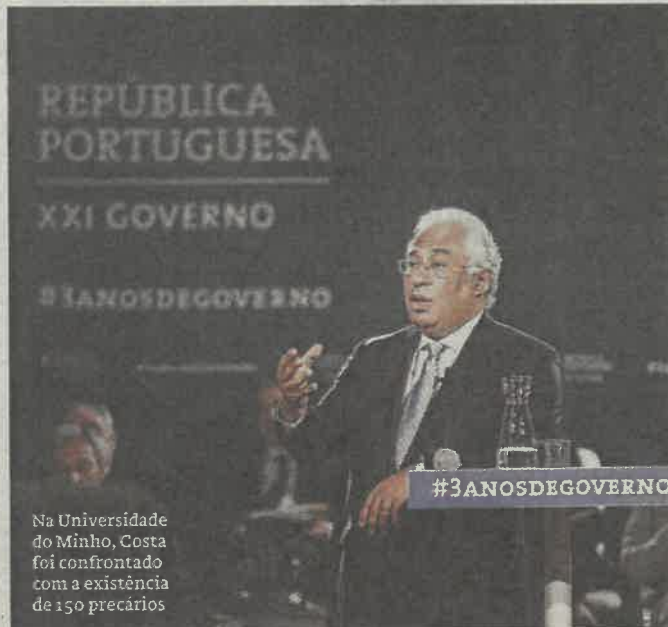 REPÚBLICA
PORTUGUESA
XXI GOVERNO
#3ANOSDEGOVERNO
#3ANOSDEGOVERNO
Na Universidade
do Minho, Costa
foi confrontado
com a existência
de 150 precários